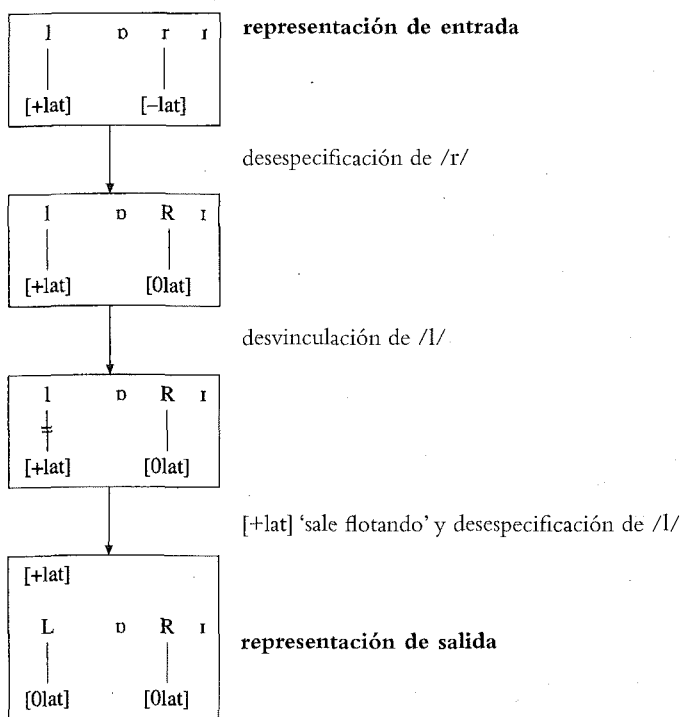 l ɒ r ɪ
representación de entrada
[+lat] [−lat]
desespecificación de /r/
l ɒ R ɪ
[+lat] [0lat]
desvinculación de /l/
l ɒ R ɪ
[+lat] [0lat]
[+lat] ‘sale flotando’ y desespecificación de /l/
[+lat]
L ɒ R ɪ
representación de salida
[0lat] [0lat]